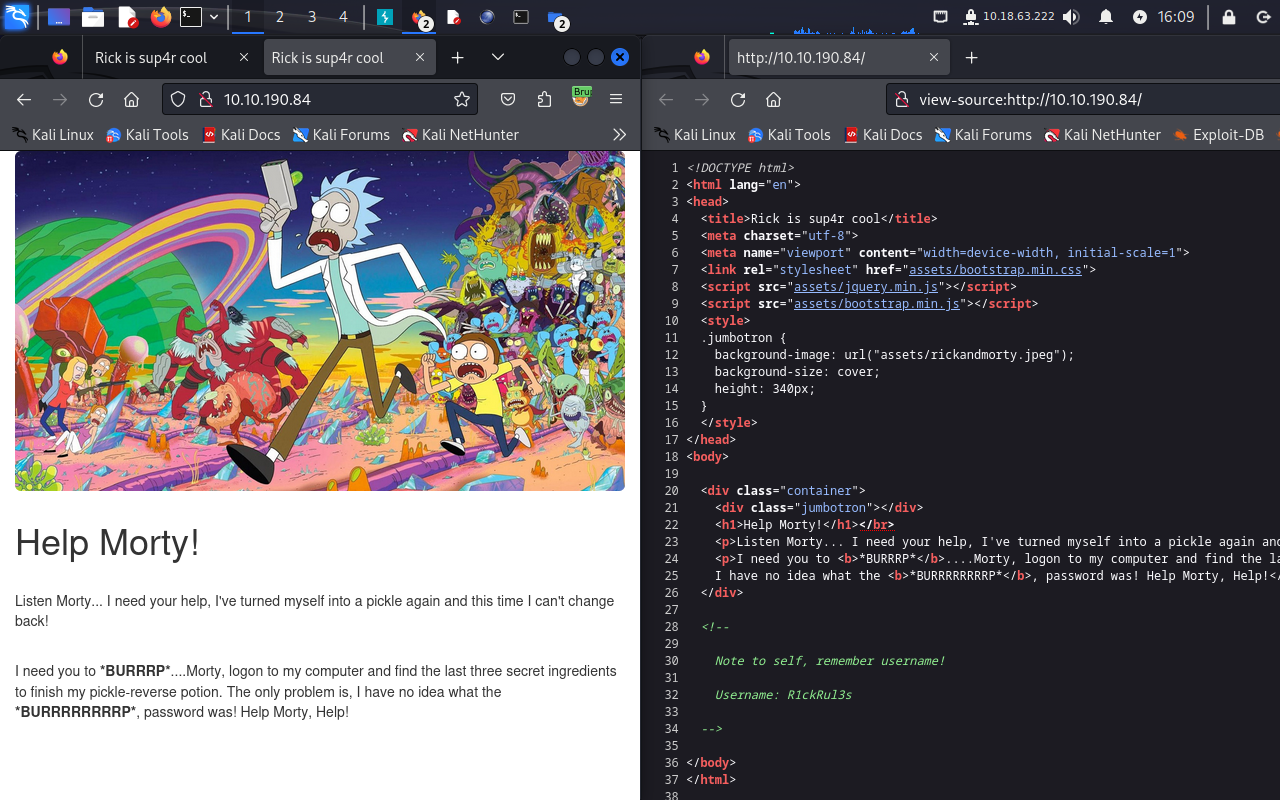 1 2 3 4 2 2 10.18.63.222 16:09
Rick is sup4r cool Rick is sup4r cool
10.10.190.84
Kali Linux Kali Tools Kali Docs Kali Forums Kali NetHunter
Help Morty!
Listen Morty... I need your help, I've turned myself into a pickle again and this time I can't change
back!
I need you to *BURRRP*....Morty, logon to my computer and find the last three secret ingredients
to finish my pickle-reverse potion. The only problem is, I have no idea what the
*BURRRRRRRRP*, password was! Help Morty, Help!
http://10.10.190.84/
view-source:http://10.10.190.84/
Kali Linux Kali Tools Kali Docs Kali Forums Kali NetHunter Exploit-DB
1 <!DOCTYPE html>
2 <html lang="en">
3 <head>
4 <title>Rick is sup4r cool</title>
5 <meta charset="utf-8">
6 <meta name="viewport" content="width=device-width, initial-scale=1">
7 <link rel="stylesheet" href="assets/bootstrap.min.css">
8 <script src="assets/jquery.min.js"></script>
9 <script src="assets/bootstrap.min.js"></script>
10 <style>
11 .jumbotron {
12 background-image: url("assets/rickandmorty.jpeg");
13 background-size: cover;
14 height: 340px;
15 }
16 </style>
17 </head>
18 <body>
19
20 <div class="container">
21 <div class="jumbotron"></div>
22 <h1>Help Morty!</h1></br>
23 <p>Listen Morty... I need your help, I've turned myself into a pickle again and
24 <p>I need you to <b>*BURRRP*</b>....Morty, logon to my computer and find the la
25 I have no idea what the <b>*BURRRRRRRRP*</b>, password was! Help Morty, Help!</
26 </div>
27
28 <!--
29
30 Note to self, remember username!
31
32 Username: R1ckRul3s
33
34 -->
35
36 </body>
37 </html>
38